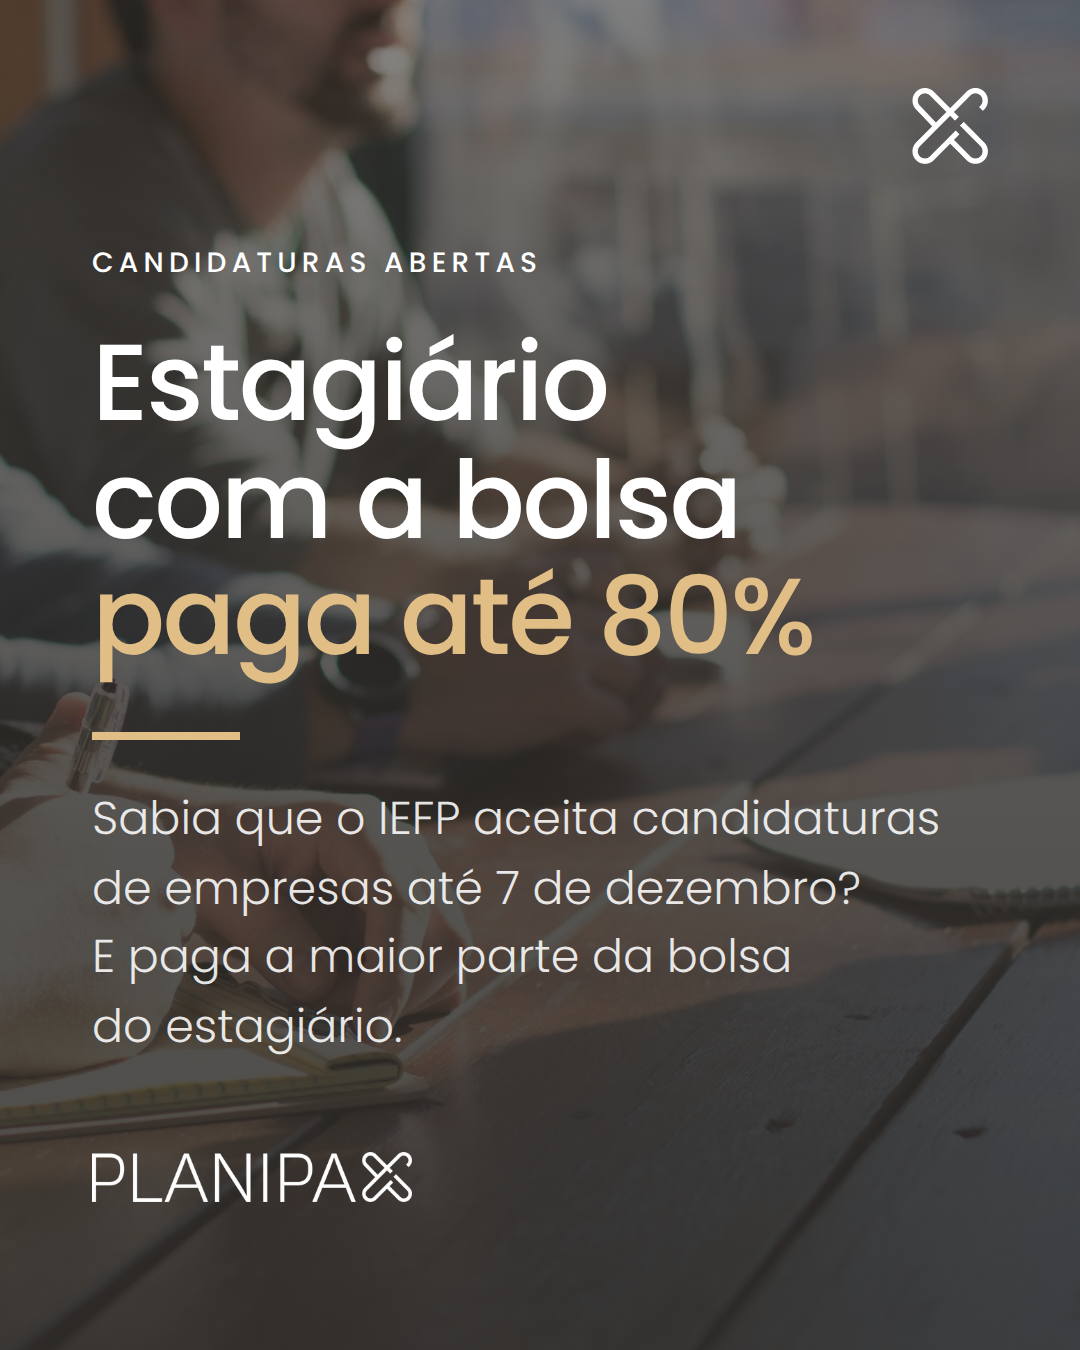 CANDIDATURAS ABERTAS
Estagiário
com a bolsa
paga até 80%
Sabia que o IEFP aceita candidaturas
de empresas até 7 de dezembro?
E paga a maior parte da bolsa
do estagiário.
PLANIPAX